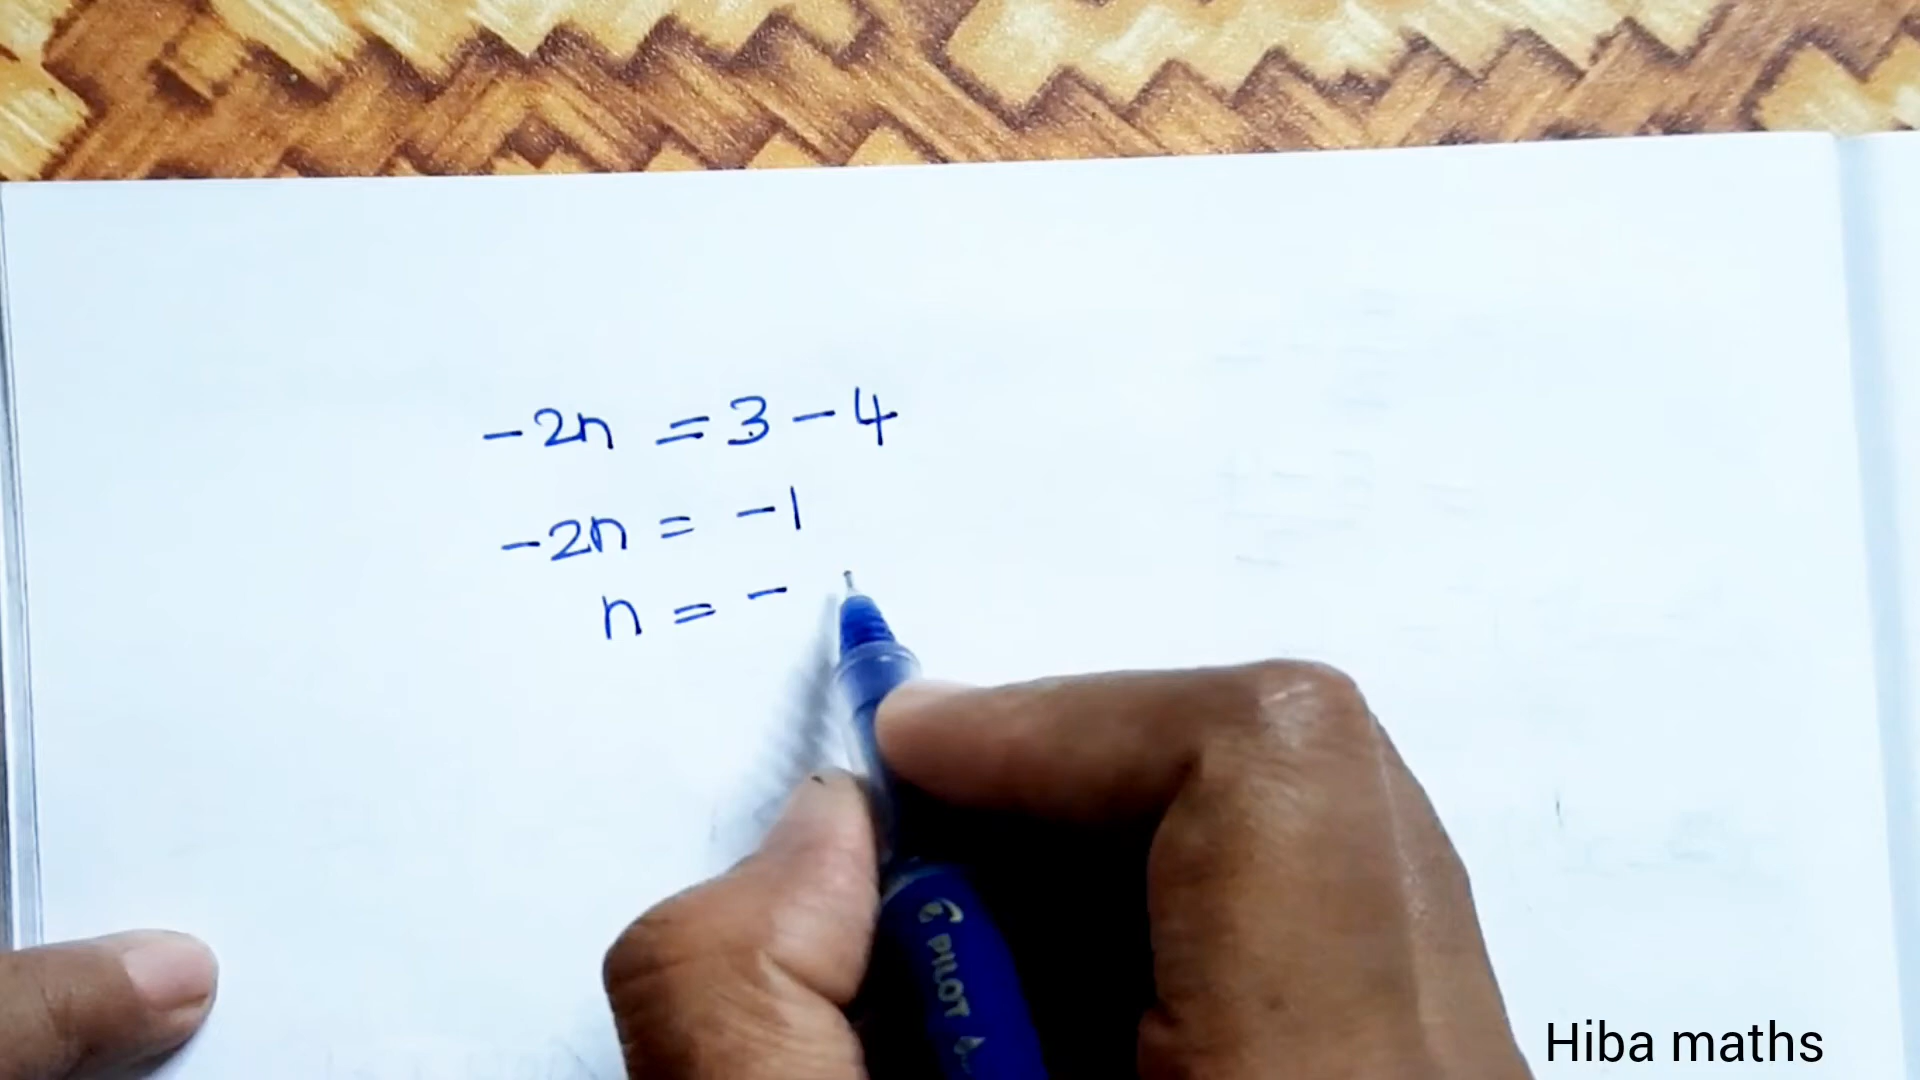 -2n = 3 - 4
-2n = -1
n = -
PILOT
Hiba maths